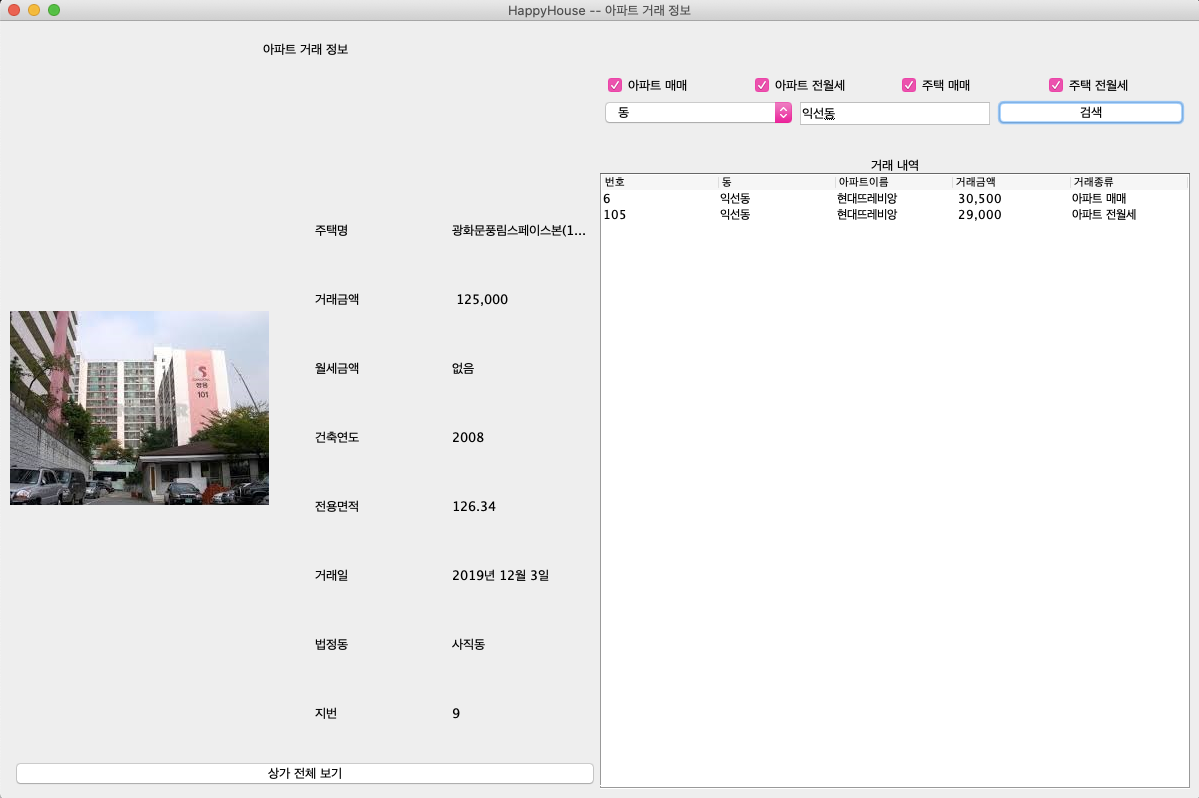 HappyHouse -- 아파트 거래 정보
아파트 거래 정보
아파트 매매 아파트 전월세 주택 매매 주택 전월세
동 익선동 검색
거래 내역
번호 동 아파트이름 거래금액 거래종류
6 익선동 현대뜨레비앙 30,500 아파트 매매
105 익선동 현대뜨레비앙 29,000 아파트 전월세
주택명 광화문풍림스페이스본(1...
거래금액 125,000
월세금액 없음
건축연도 2008
전용면적 126.34
거래일 2019년 12월 3일
법정동 사직동
지번 9
쌍용
101
상가 전체 보기